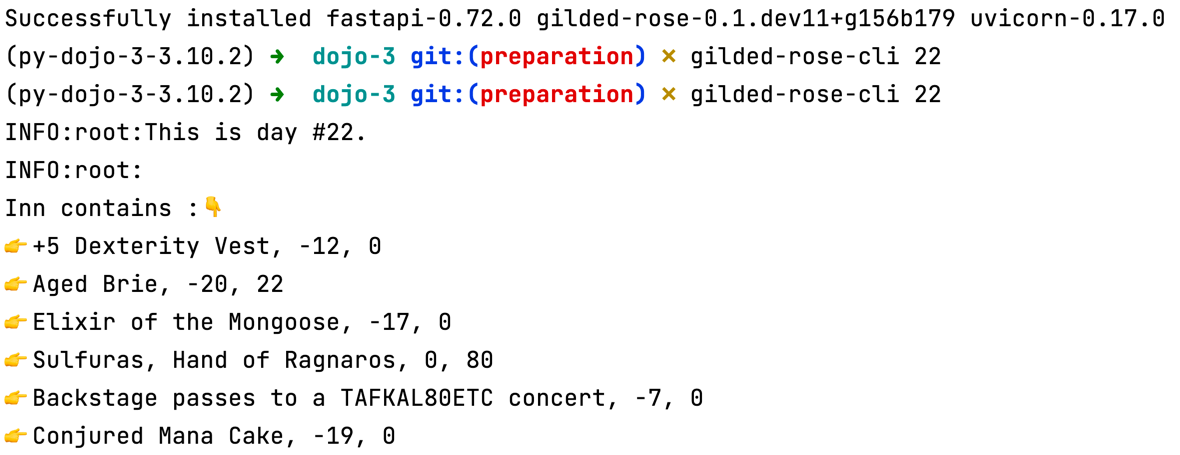 Successfully installed fastapi-0.72.0 gilded-rose-0.1.dev11+g156b179 uvicorn-0.17.0
(py-dojo-3-3.10.2) → dojo-3 git:(preparation) ✗ gilded-rose-cli 22
(py-dojo-3-3.10.2) → dojo-3 git:(preparation) ✗ gilded-rose-cli 22
INFO:root:This is day #22.
INFO:root:
Inn contains :👇
👉+5 Dexterity Vest, -12, 0
👉Aged Brie, -20, 22
👉Elixir of the Mongoose, -17, 0
👉Sulfuras, Hand of Ragnaros, 0, 80
👉Backstage passes to a TAFKAL80ETC concert, -7, 0
👉Conjured Mana Cake, -19, 0